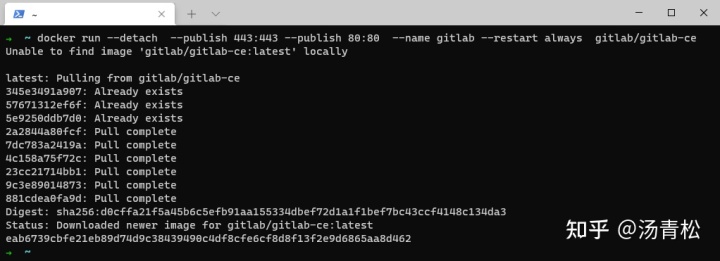 ~
→ ~ docker run --detach --publish 443:443 --publish 80:80 --name gitlab --restart always gitlab/gitlab-ce
Unable to find image 'gitlab/gitlab-ce:latest' locally
latest: Pulling from gitlab/gitlab-ce
345e3491a907: Already exists
57671312ef6f: Already exists
5e9250ddb7d0: Already exists
2a2844a80fcf: Pull complete
7dc783a2419a: Pull complete
4c158a75f72c: Pull complete
23cc21714bb1: Pull complete
9c3e89014873: Pull complete
881cdea0fa9d: Pull complete
Digest: sha256:d0cffa21f5a45b6c5efb91aa155334dbef72d1a1f1bef7bc43ccf4148c134da3
Status: Downloaded newer image for gitlab/gitlab-ce:latest
eab6739cbfe21eb89d74d9c38439490c4df8cfe6cf8d8f13f2e9d6865aa8d462
→ ~
知乎 @汤青松